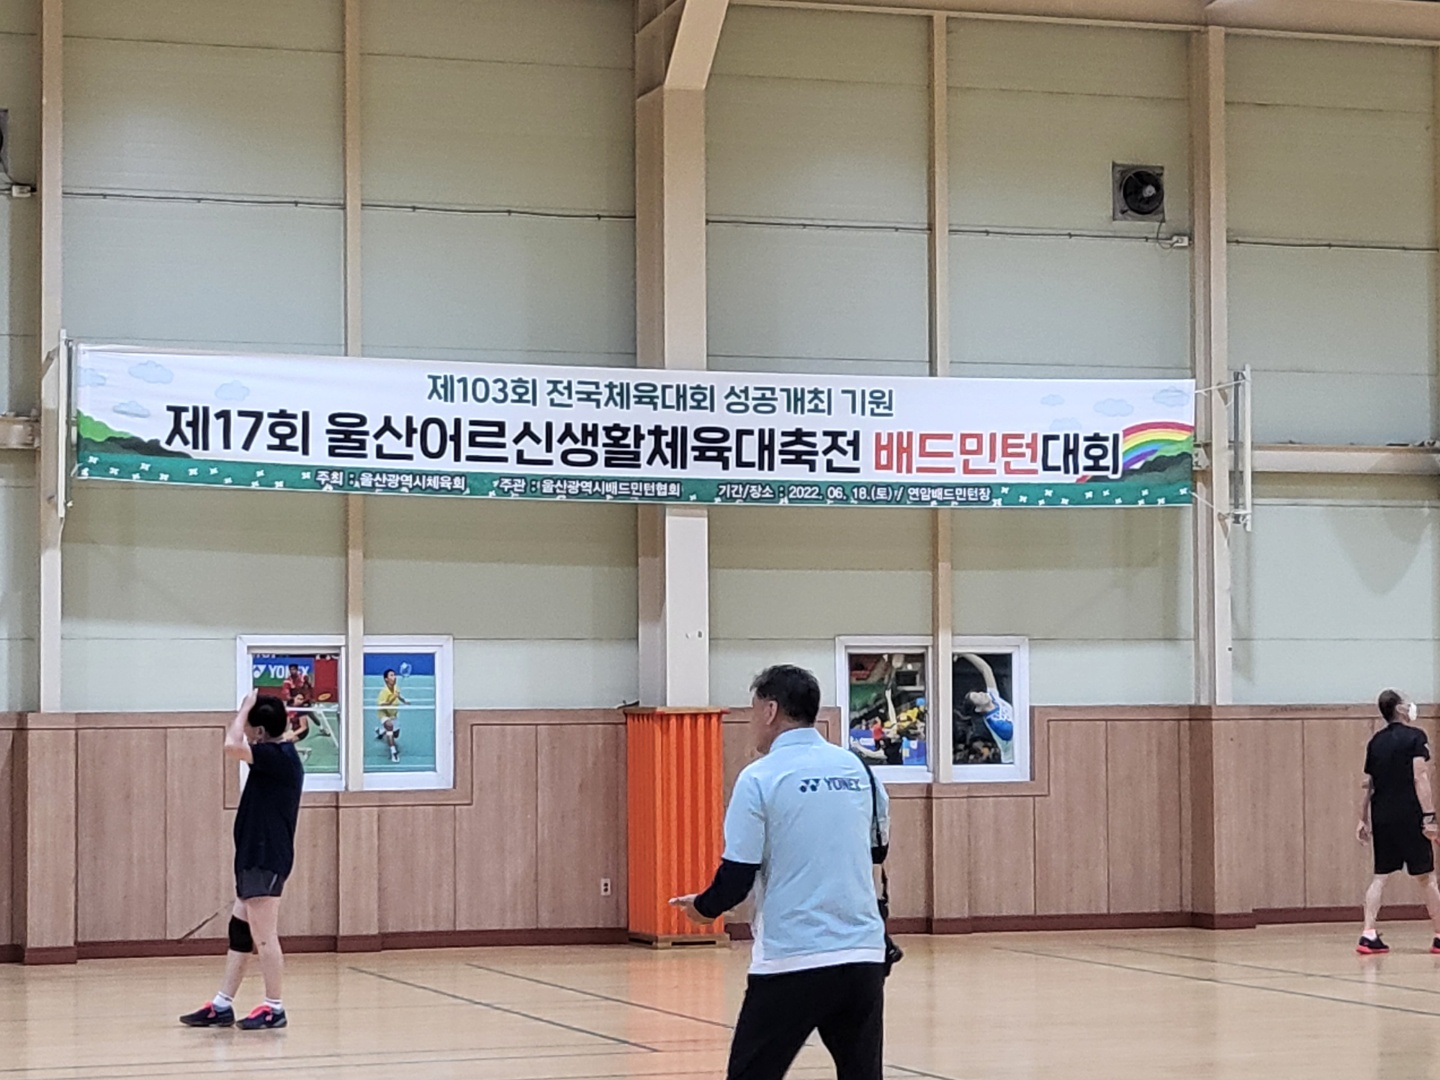 제103회 전국체육대회 성공개최 기원
제17회 울산어르신생활체육대축전 배드민턴대회
주최 : 울산광역시체육회 주관 : 울산광역시배드민턴협회 기간/장소 : 2022. 06. 18.(토) / 연암배드민턴장
YONEX
YONEX